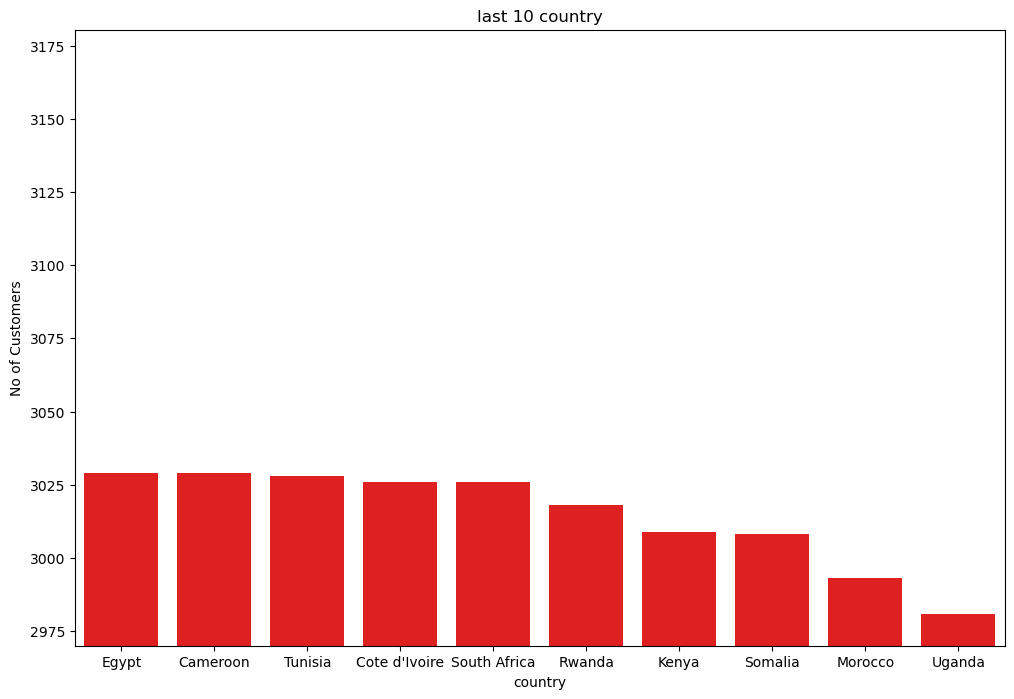 last 10 country
No of Customers
3175
3150
3125
3100
3075
3050
3025
3000
2975
Egypt Cameroon Tunisia Cote d'Ivoire South Africa Rwanda Kenya Somalia Morocco Uganda
country